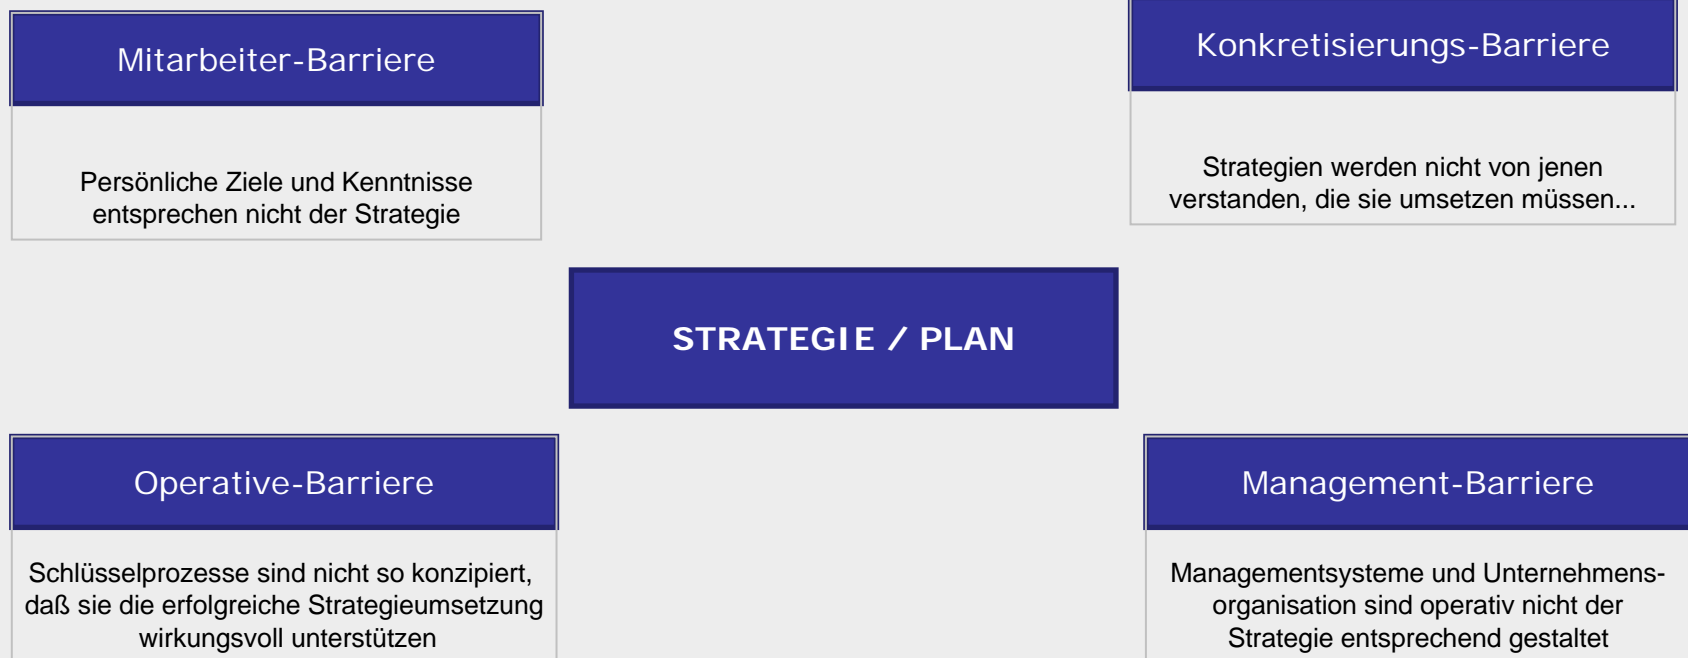 Mitarbeiter-Barriere
Persönliche Ziele und Kenntnisse
entsprechen nicht der Strategie
Konkretisierungs-Barriere
Strategien werden nicht von jenen
verstanden, die sie umsetzen müssen...
STRATEGIE / PLAN
Operative-Barriere
Schlüsselprozesse sind nicht so konzipiert,
daß sie die erfolgreiche Strategieumsetzung
wirkungsvoll unterstützen
Management-Barriere
Managementsysteme und Unternehmens-
organisation sind operativ nicht der
Strategie entsprechend gestaltet